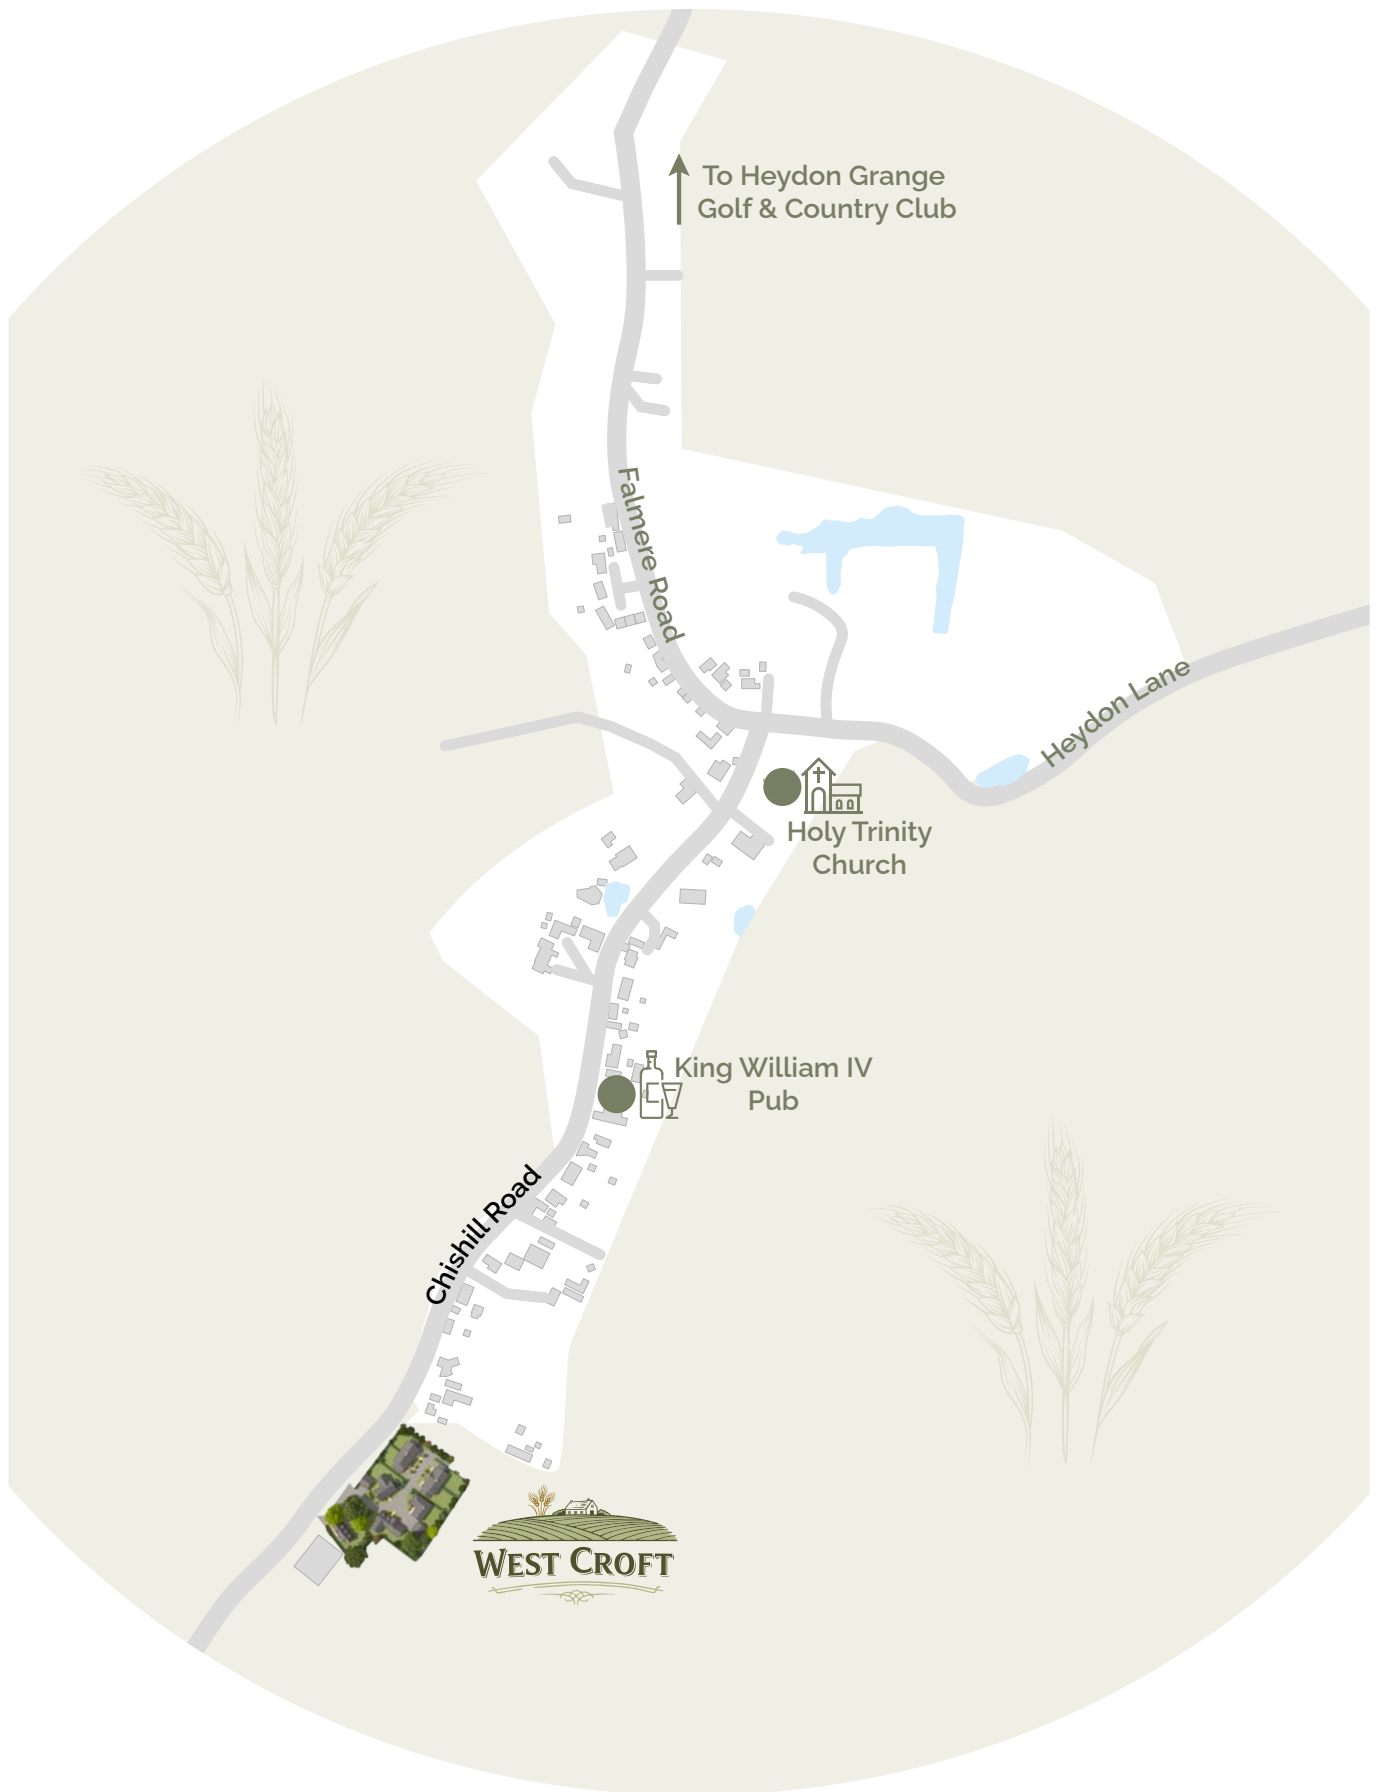 To Heydon Grange
Golf & Country Club
Falmere Road
Heydon Lane
Holy Trinity
Church
King William IV
Pub
Chishill Road
WEST CROFT